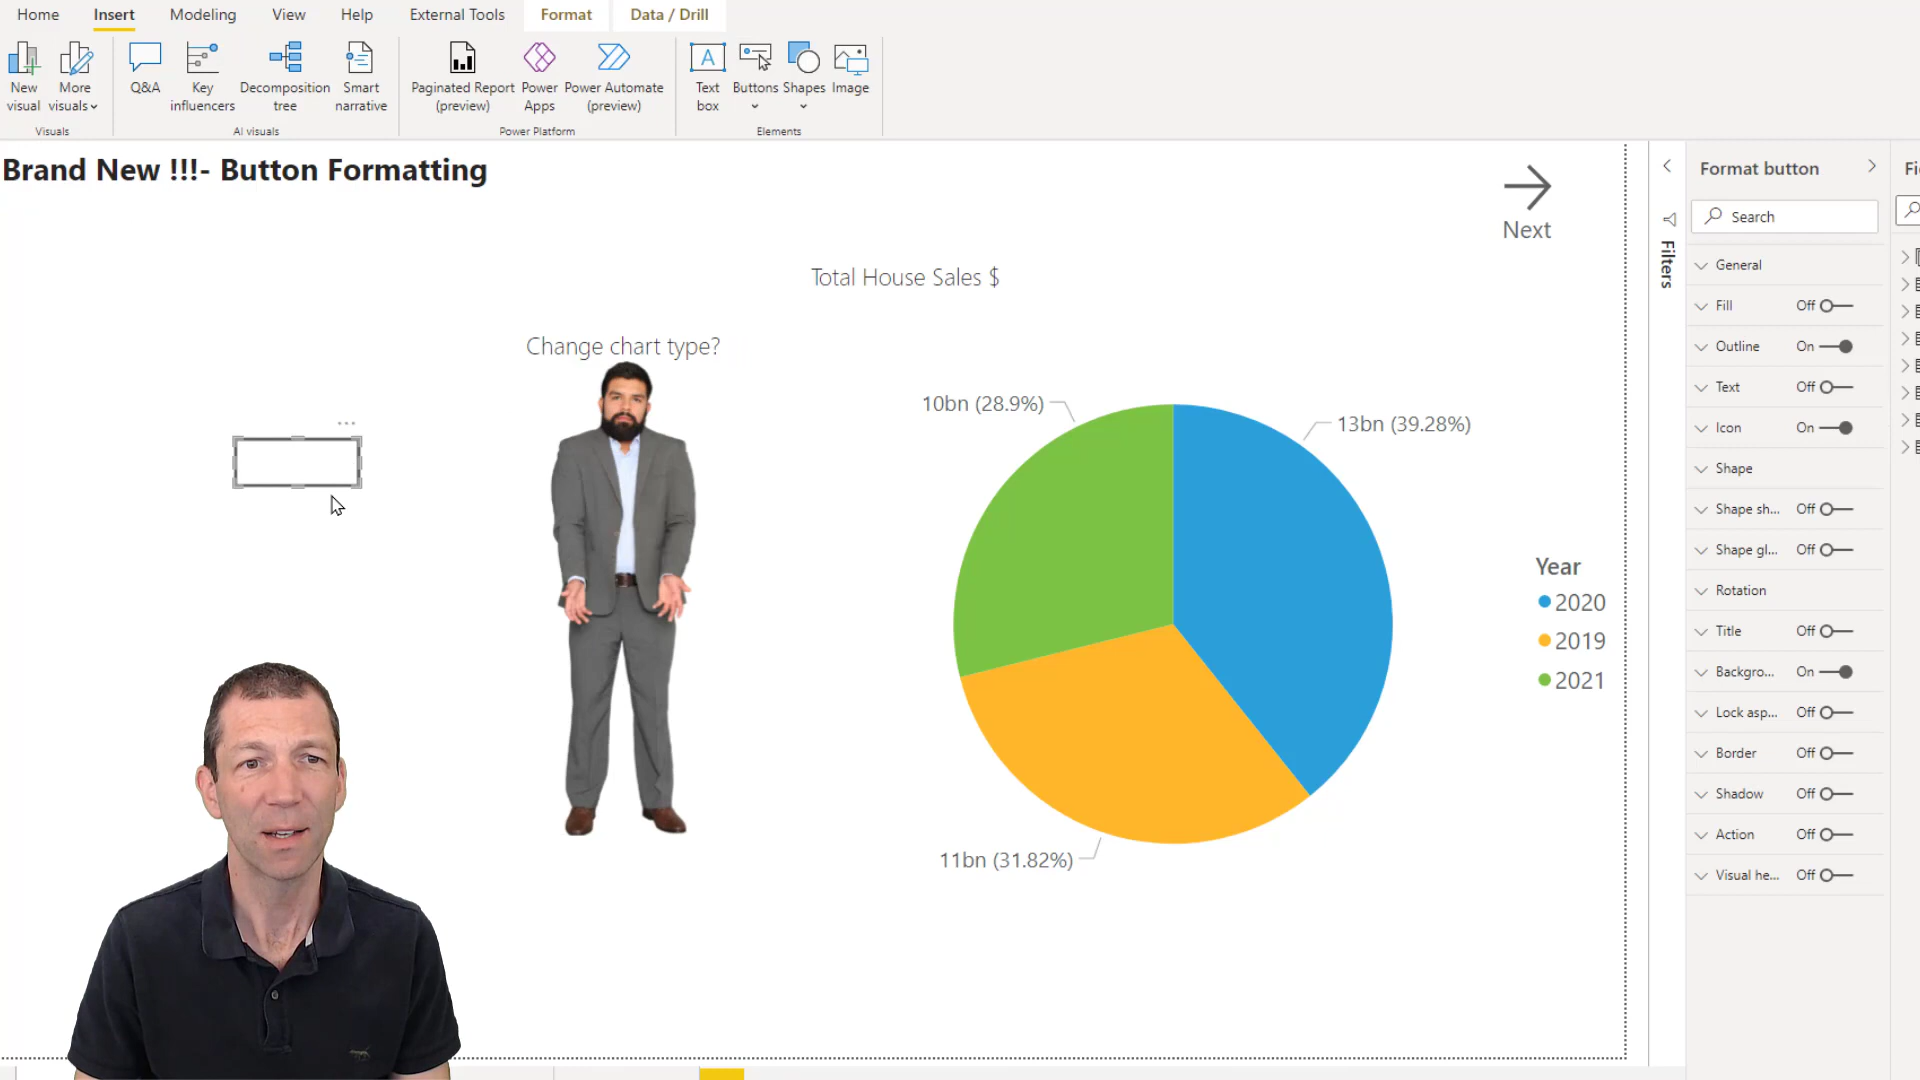 Home Insert Modeling View Help External Tools Format Data / Drill
New visual
More visuals
Q&A
Key influencers
Decomposition tree
Smart narrative
Paginated Report (preview)
Power Apps
Power Automate (preview)
Text box
Buttons
Shapes
Image
Visuals
AI visuals
Power Platform
Elements
Brand New !!!- Button Formatting
Next
Total House Sales $
Change chart type?
10bn (28.9%)
13bn (39.28%)
11bn (31.82%)
Year
2020
2019
2021
Filters
Format button
Search
General
Fill Off
Outline On
Text Off
Icon On
Shape
Shape sh... Off
Shape gl... Off
Rotation
Title Off
Backgro... On
Lock asp... Off
Border Off
Shadow Off
Action Off
Visual he... Off